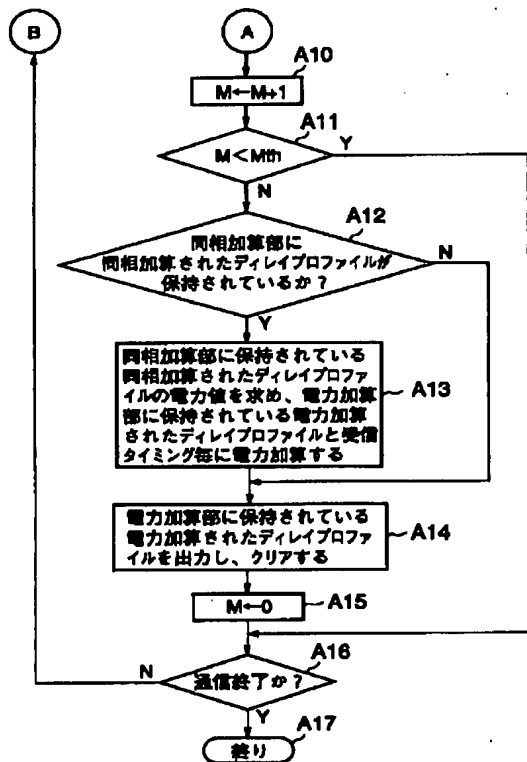 B
A
A10
M←M+1
A11
M<Mth
Y
N
A12
同相加算部に
同相加算されたディレイプロファイルが
保持されているか？
N
Y
同相加算部に保持されている
同相加算されたディレイプロファ
イルの電力値を求め、電力加算
部に保持されている電力加算
されたディレイプロファイルと受信
タイミング毎に電力加算する
A13
電力加算部に保持されている
電力加算されたディレイプロファ
イルを出力し、クリアする
A14
M←0
A15
A16
通信終了か？
N
Y
A17
終り